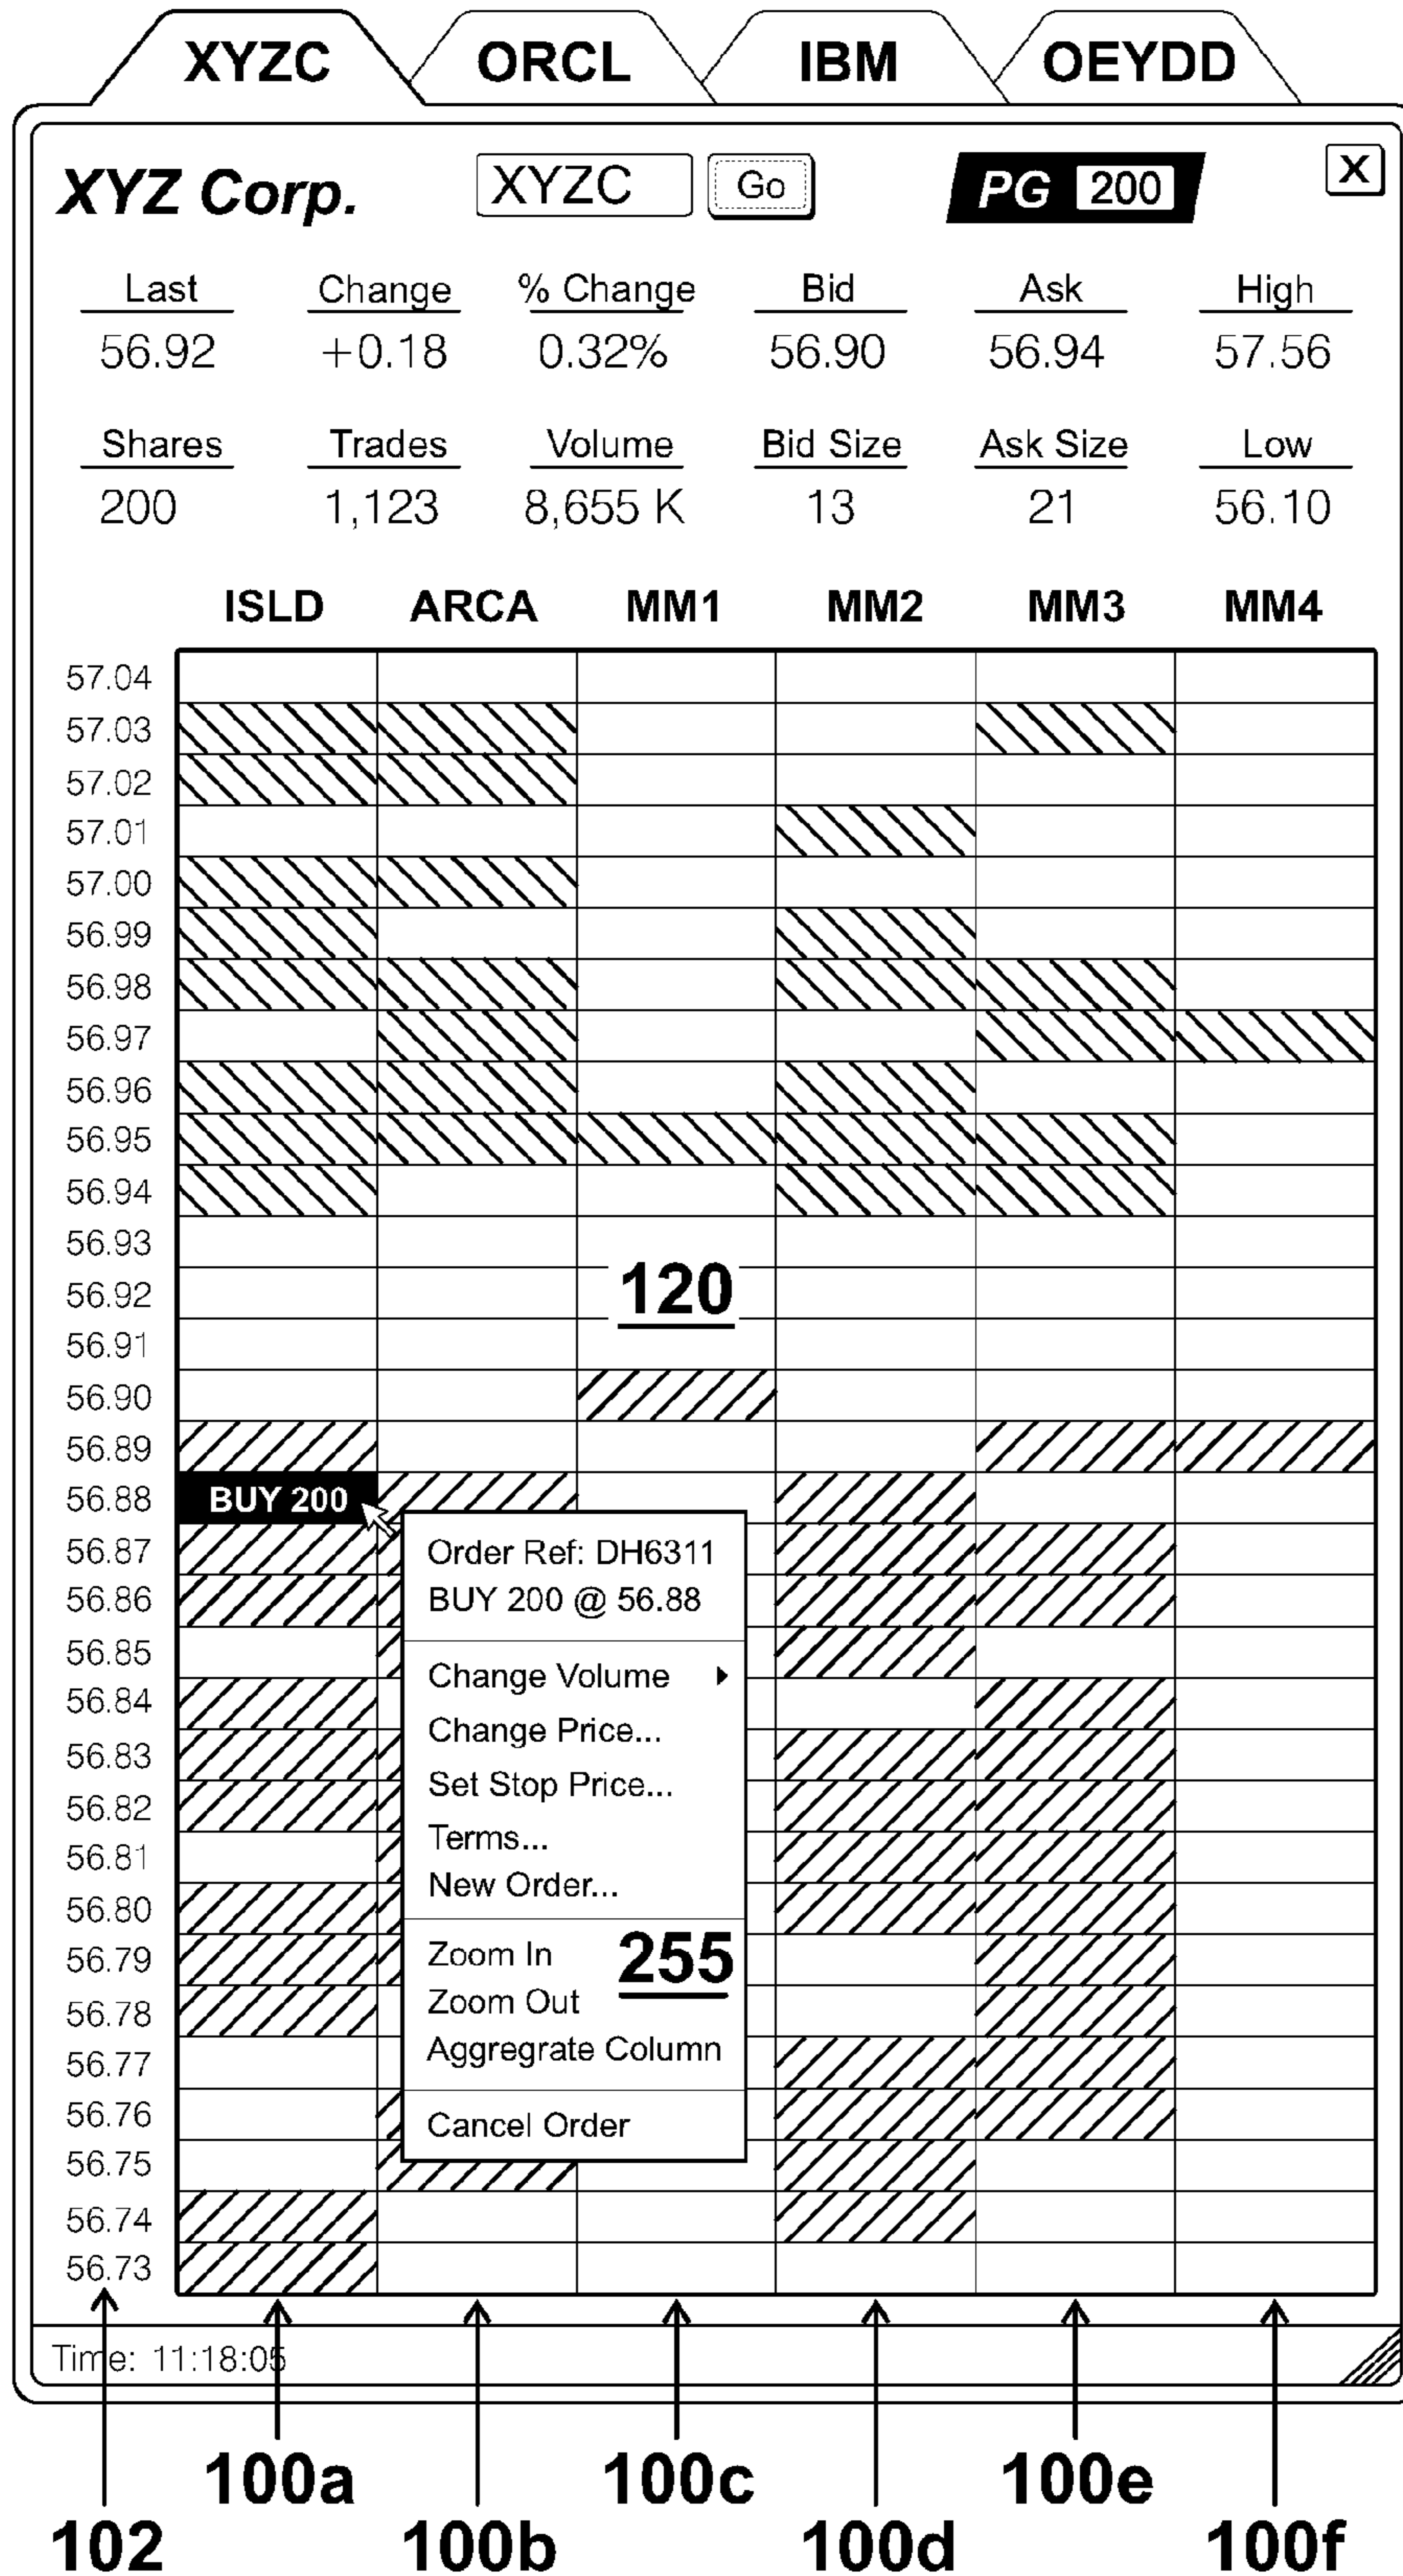 XYZC ORCL IBM OEYDD
XYZ Corp. XYZC Go PG 200 X
Last Change % Change Bid Ask High
56.92 +0.18 0.32% 56.90 56.94 57.56
Shares Trades Volume Bid Size Ask Size Low
200 1,123 8,655 K 13 21 56.10
ISLD ARCA MM1 MM2 MM3 MM4
57.04
57.03
57.02
57.01
57.00
56.99
56.98
56.97
56.96
56.95
56.94
56.93
56.92 120
56.91
56.90
56.89
56.88 BUY 200
56.87 Order Ref: DH6311
56.86 BUY 200 @ 56.88
56.85 Change Volume
56.84 Change Price...
56.83
56.82 Set Stop Price...
56.81 Terms...
56.80 New Order...
56.79 Zoom In 255
56.78 Zoom Out
56.77 Aggregrate Column
56.76 Cancel Order
56.75
56.74
56.73
Time: 11:18:05
100a 100c 100e
102 100b 100d 100f